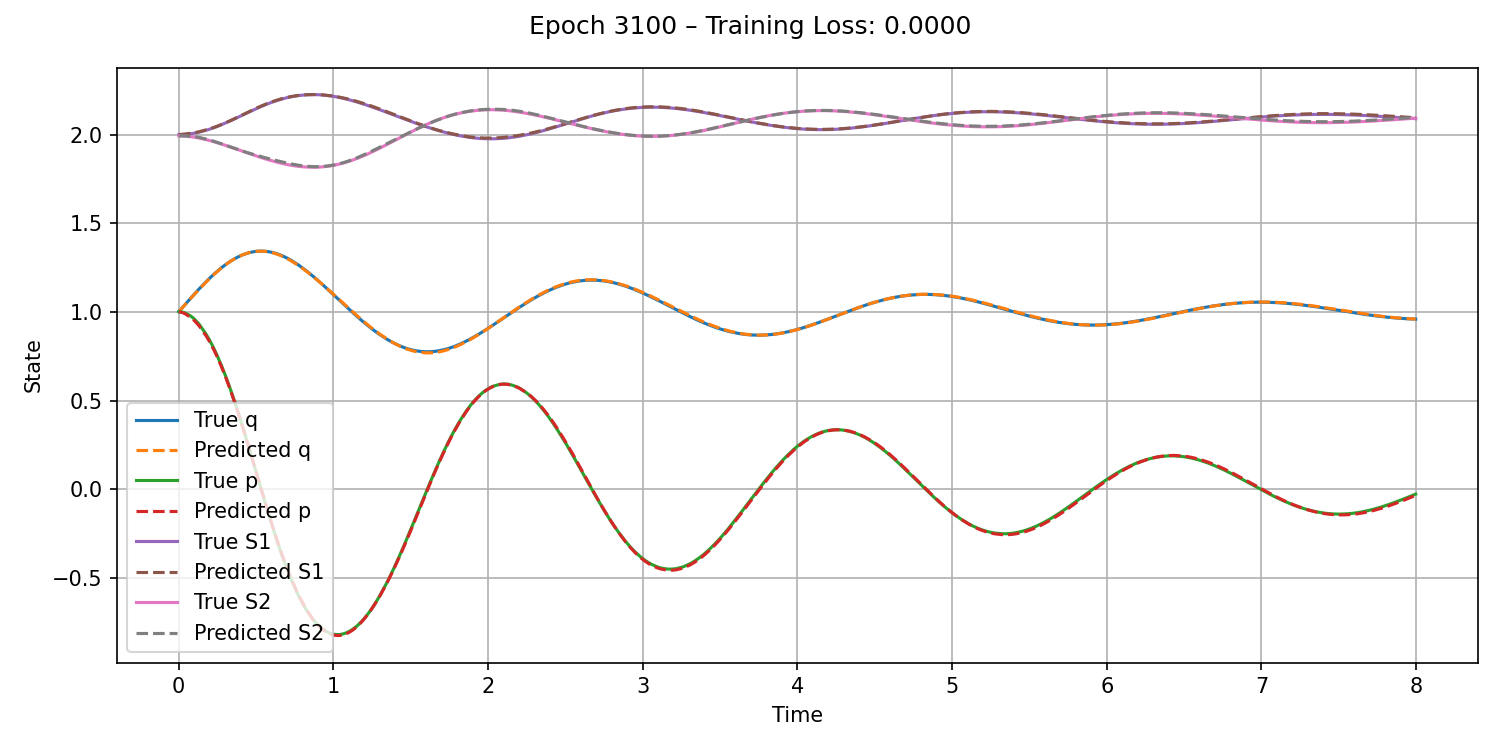 Epoch 3100 – Training Loss: 0.0000
State
2.0
1.5
1.0
0.5
0.0
−0.5
True q
Predicted q
True p
Predicted p
True S1
Predicted S1
True S2
Predicted S2
0 1 2 3 4 5 6 7 8
Time